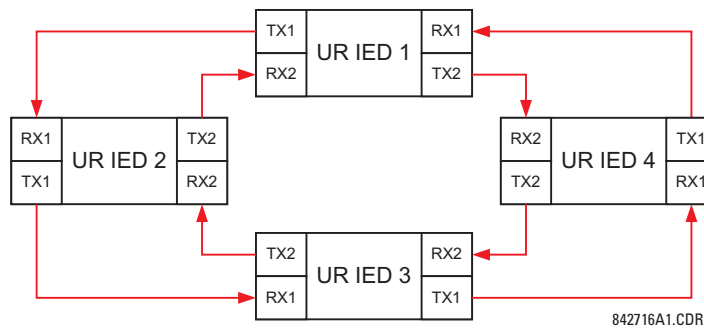 TX1
UR IED 1
RX1
RX2
TX2
RX1
UR IED 2
TX2
TX1
RX2
RX2
UR IED 4
TX1
TX2
RX1
TX2
UR IED 3
RX2
RX1
TX1
842716A1.CDR